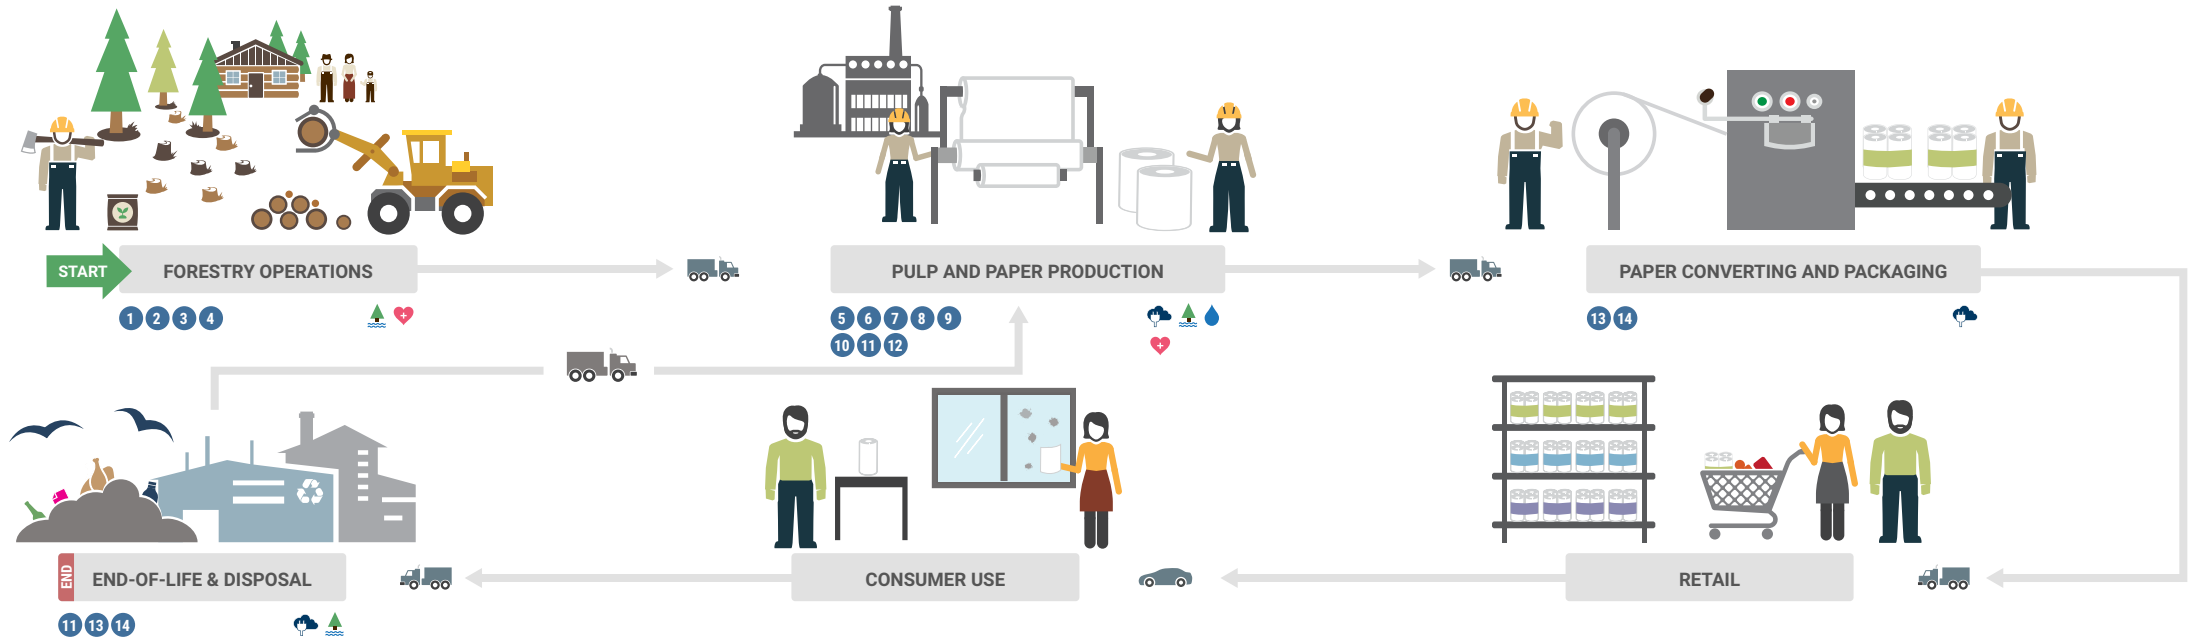 START
FORESTRY OPERATIONS
1 2 3 4
PULP AND PAPER PRODUCTION
5 6 7 8 9
10 11 12
PAPER CONVERTING AND PACKAGING
13 14
RETAIL
CONSUMER USE
END
END-OF-LIFE & DISPOSAL
11 13 14